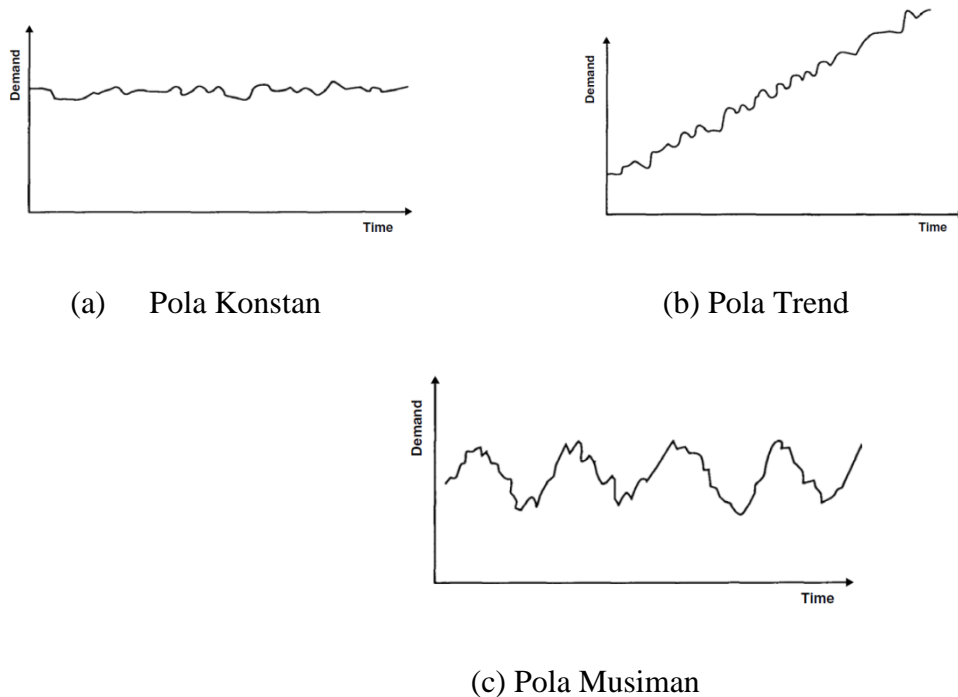 Demand
Time
(a) Pola Konstan
Demand
Time
(b) Pola Trend
Demand
Time
(c) Pola Musiman